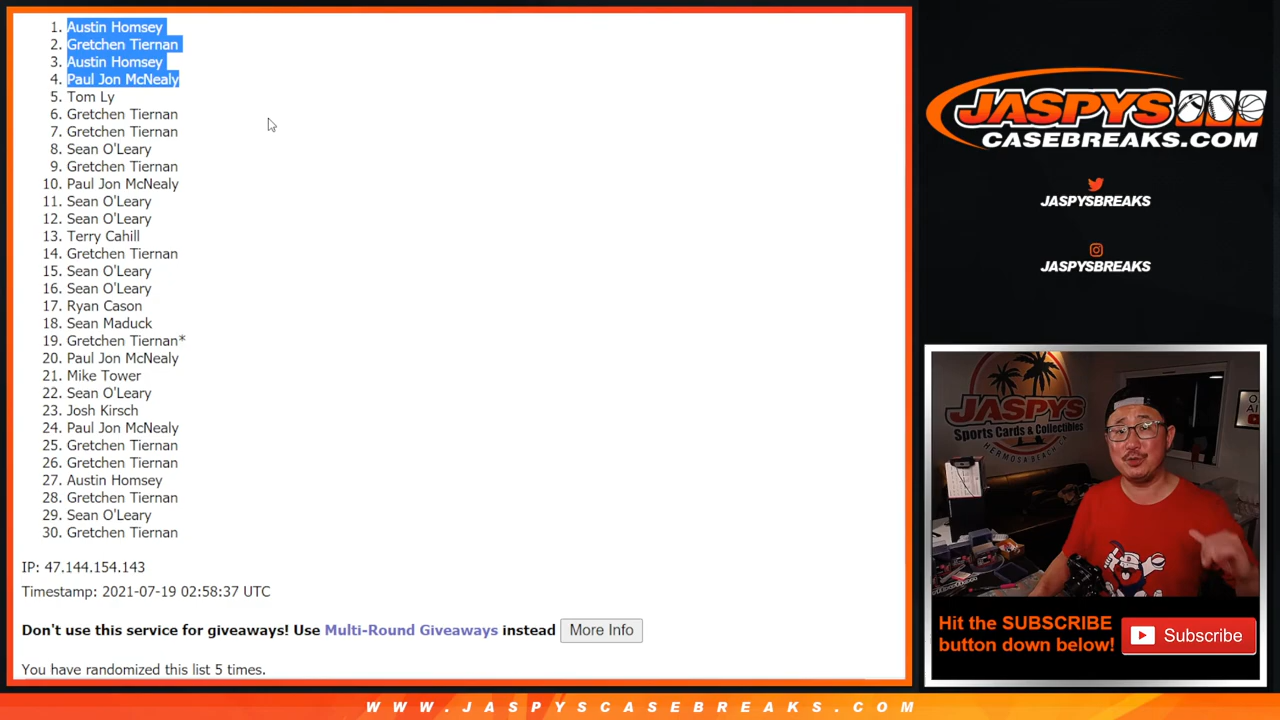 1. Austin Homsey
2. Gretchen Tiernan
3. Austin Homsey
4. Paul Jon McNealy
5. Tom Ly
6. Gretchen Tiernan
7. Gretchen Tiernan
8. Sean O'Leary
9. Gretchen Tiernan
10. Paul Jon McNealy
11. Sean O'Leary
12. Sean O'Leary
13. Terry Cahill
14. Gretchen Tiernan
15. Sean O'Leary
16. Sean O'Leary
17. Ryan Cason
18. Sean Maduck
19. Gretchen Tiernan*
20. Paul Jon McNealy
21. Mike Tower
22. Sean O'Leary
23. Josh Kirsch
24. Paul Jon McNealy
25. Gretchen Tiernan
26. Gretchen Tiernan
27. Austin Homsey
28. Gretchen Tiernan
29. Sean O'Leary
30. Gretchen Tiernan
IP: 47.144.154.143
Timestamp: 2021-07-19 02:58:37 UTC
Don't use this service for giveaways! Use Multi-Round Giveaways instead More Info
You have randomized this list 5 times.
JASPYS
CASEBREAKS.COM
JASPYSBREAKS
JASPYSBREAKS
JASPYS
Sports Cards & Collectibles
HERMOSA BEACH, CA
Hit the SUBSCRIBE
button down below!
Subscribe
WWW.JASPYSCASEBREAKS.COM